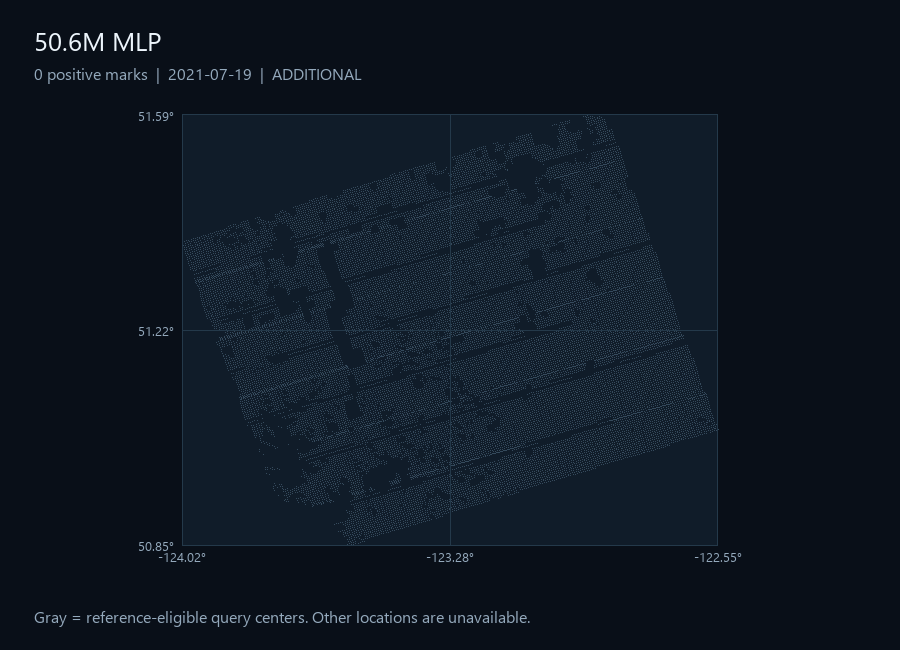 50.6M MLP
0 positive marks | 2021-07-19 | ADDITIONAL
51.59°
51.22°
50.85°
-124.02°
-123.28°
-122.55°
Gray = reference-eligible query centers. Other locations are unavailable.